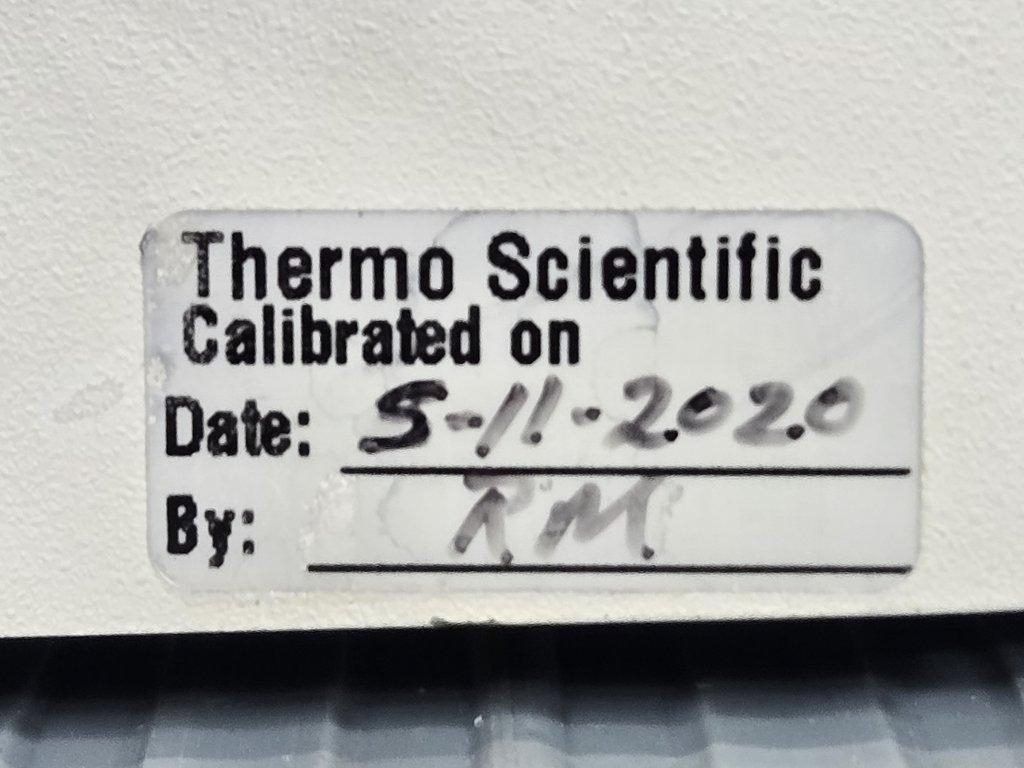 Thermo Scientific
Calibrated on
Date: 5-11-2020
By: RM